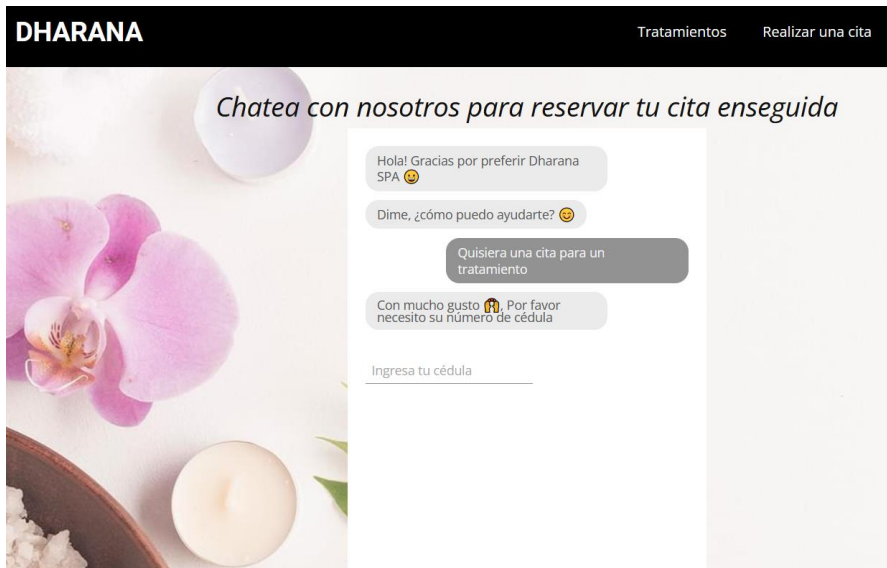 DHARANA
Tratamientos
Realizar una cita
Chatea con nosotros para reservar tu cita enseguida
Hola! Gracias por preferir Dharana
SPA 😀
Dime, ¿cómo puedo ayudarte? 😊
Quisiera una cita para un
tratamiento
Con mucho gusto 🙌, Por favor
necesito su número de cédula
Ingresa tu cédula